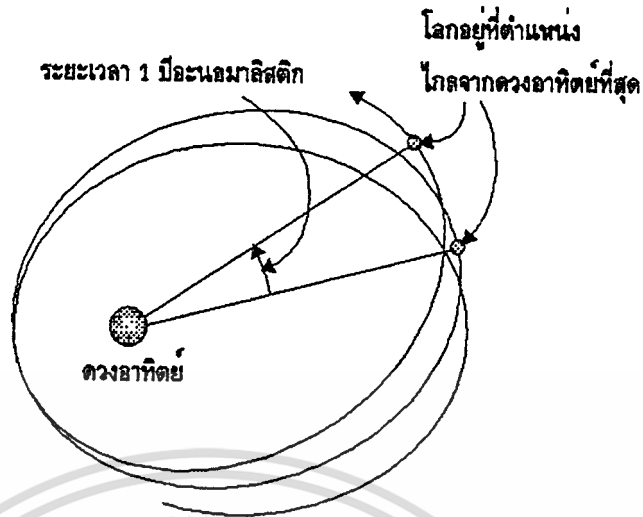 โลกอยู่ที่ตำแหน่ง
ไกลจากดวงอาทิตย์ที่สุด
ระยะเวลา 1 ปีอะนอมาลิสติก
ดวงอาทิตย์